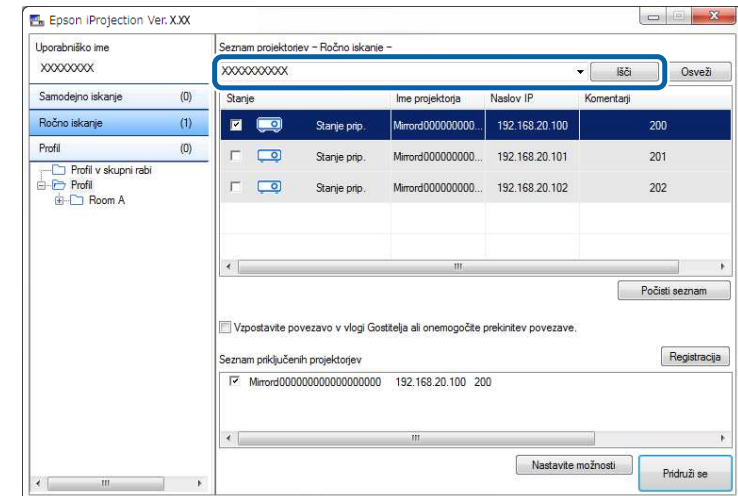 Epson iProjection Ver. X.XX
Uporabniško ime
XXXXXXXX
Samodejno iskanje (0)
Ročno iskanje (1)
Profil (0)
Profil v skupni rabi
Profil
Room A
Seznam projektorjev - Ročno iskanje -
XXXXXXXXXX Išči Osveži
Stanje Ime projektorja Naslov IP Komentarji
Stanje prip. Mirrord000000000... 192.168.20.100 200
Stanje prip. Mirrord000000000... 192.168.20.101 201
Stanje prip. Mirrord000000000... 192.168.20.102 202
Počisti seznam
Vzpostavite povezavo v vlogi Gostitelja ali onemogočite prekinitev povezave.
Seznam priključenih projektorjev Registracija
Mirrord000000000000000000 192.168.20.100 200
Nastavite možnosti Pridruži se